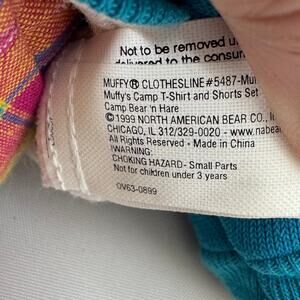 Not to be removed
delivered to the
MUFFY® CLOTHESLINE #5487-Mu
Muffy's Camp T-Shirt and Shorts Set
Camp Bear 'n Hare
©1999 NORTH AMERICAN BEAR CO., I
CHICAGO, IL 312/329-0020 - www.nabea
All Rights Reserved - Made in China
!WARNING:
CHOKING HAZARD- Small Parts
Not for children under 3 years
OV63-0899